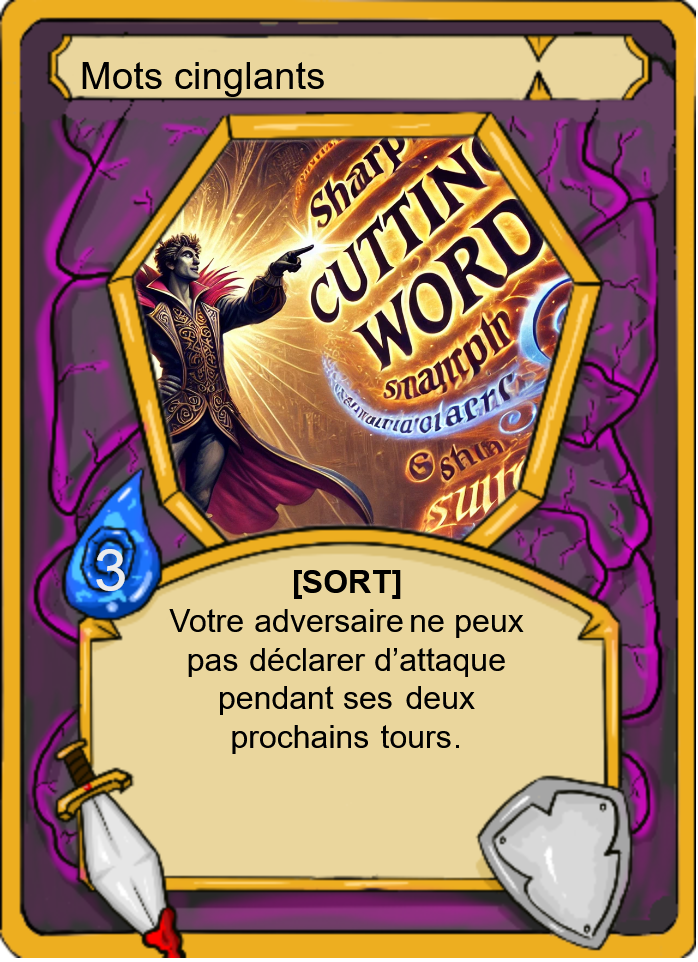 Mots cinglants
Sharp
CUTTING
WORD
3
[SORT]
Votre adversaire ne peux
pas déclarer d’attaque
pendant ses deux
prochains tours.